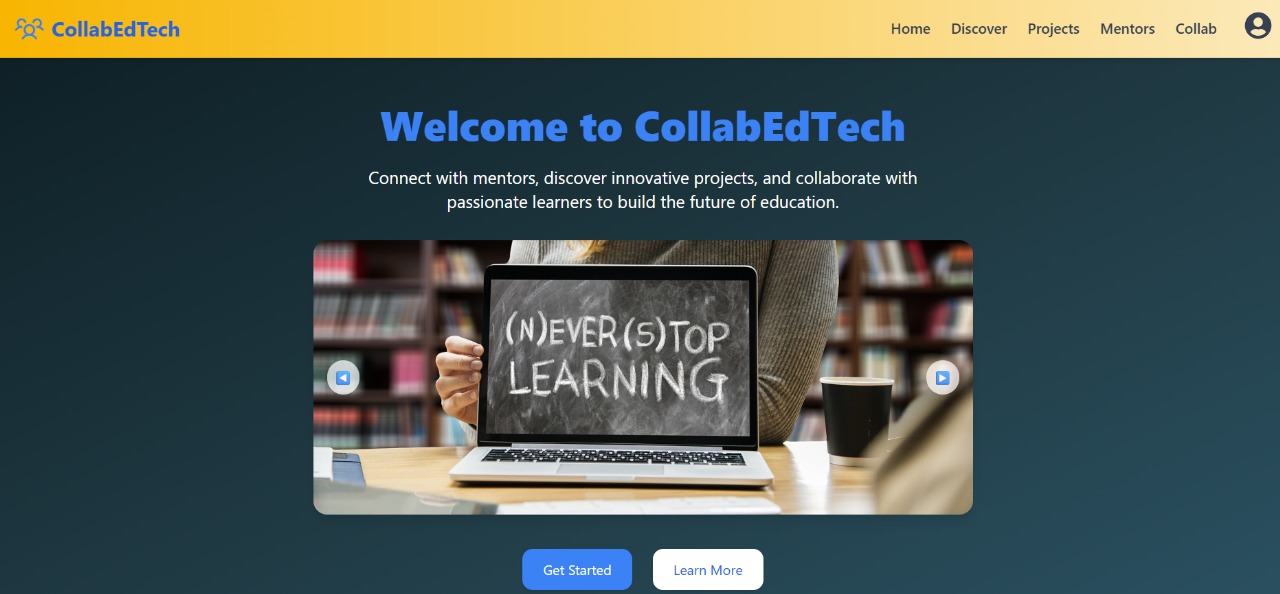 CollabEdTech
Home Discover Projects Mentors Collab
Welcome to CollabEdTech
Connect with mentors, discover innovative projects, and collaborate with
passionate learners to build the future of education.
(N)EVER (S)TOP
LEARNING
Get Started
Learn More